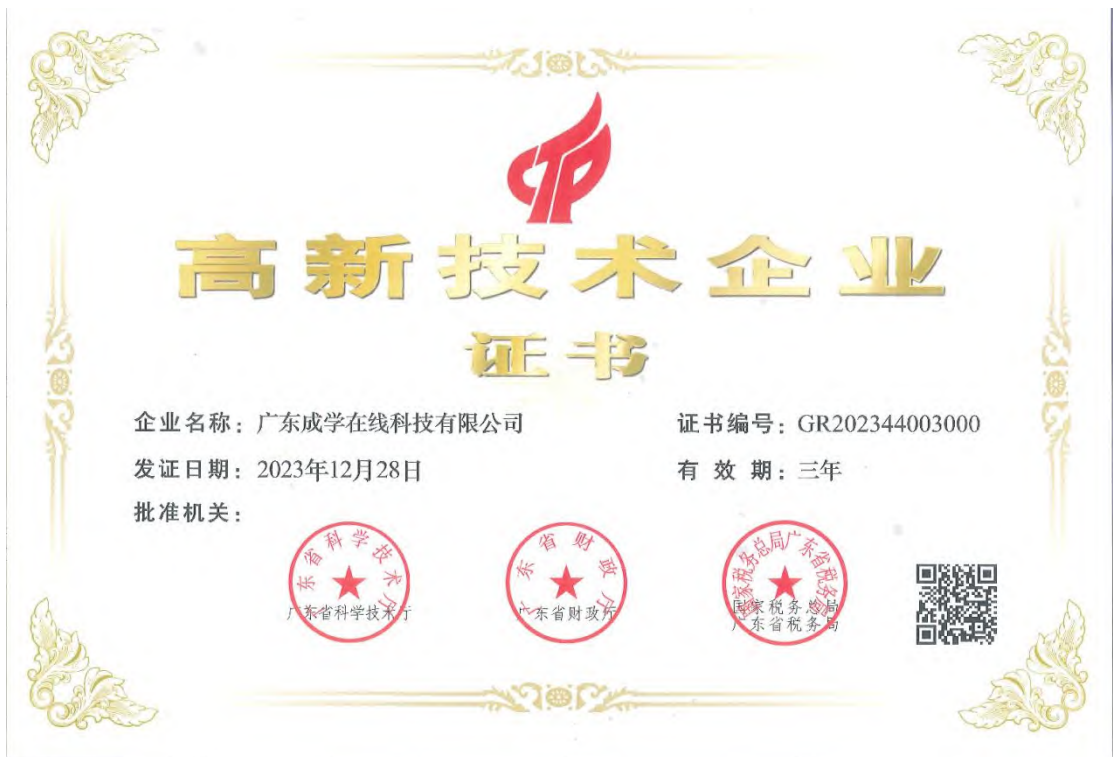 高新技术企业
证书
企业名称：广东成学在线科技有限公司
证书编号：GR202344003000
发证日期：2023年12月28日
有效期：三年
批准机关：
广东省科学技术厅
广东省科学技术厅
广东省财政厅
广东省财政厅
国家税务总局广东省税务局
国家税务总局
广东省税务局